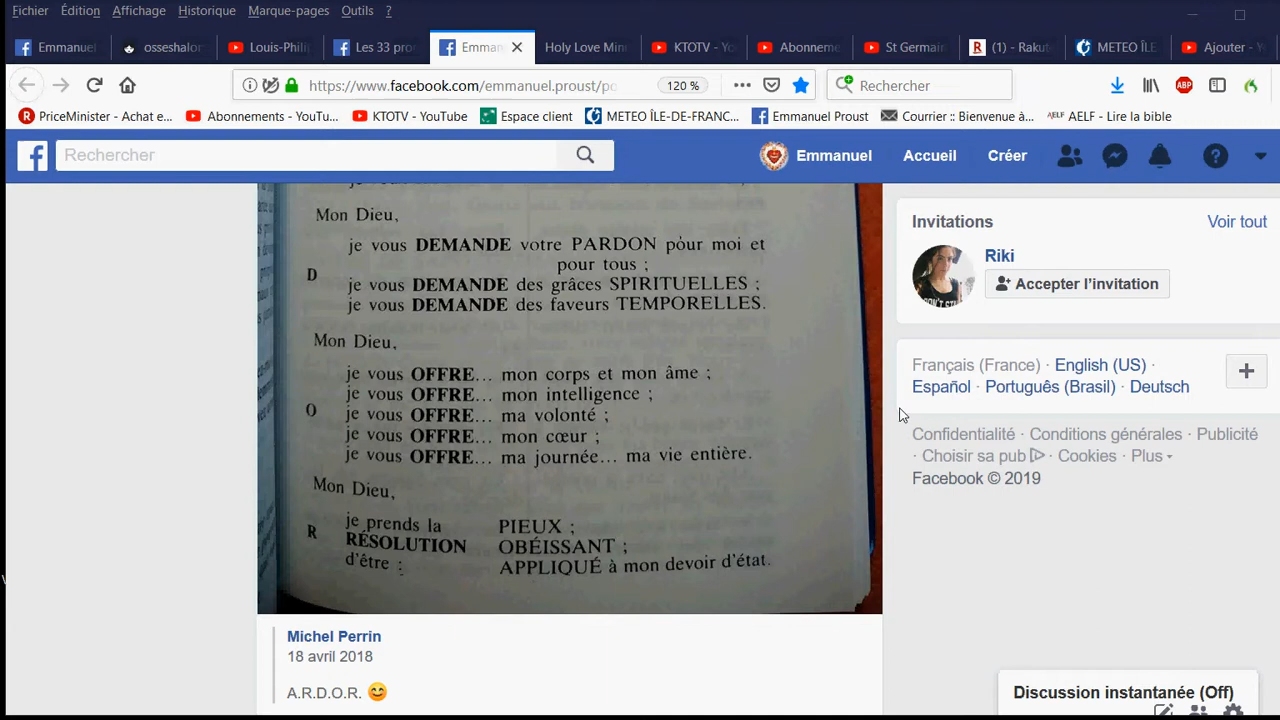 Fichier Édition Affichage Historique Marque-pages Outils ?
Emmanuel osseshalon Louis-Phili Les 33 pro Emman Holy Love Mini KTOTV - Yo Abonneme St Germain (1) - Rakut METEO ÎLE Ajouter - Y
https://www.facebook.com/emmanuel.proust/po 120 % Rechercher ABP
PriceMinister - Achat e... Abonnements - YouTu... KTOTV - YouTube Espace client METEO ÎLE-DE-FRANC... Emmanuel Proust Courrier :: Bienvenue à... AELF AELF - Lire la bible
Rechercher Emmanuel Accueil Créer
Mon Dieu,
je vous DEMANDE votre PARDON pour moi et
pour tous ;
D
je vous DEMANDE des grâces SPIRITUELLES ;
je vous DEMANDE des faveurs TEMPORELLES.
Mon Dieu,
je vous OFFRE... mon corps et mon âme ;
je vous OFFRE... mon intelligence ;
O je vous OFFRE... ma volonté ;
je vous OFFRE... mon cœur ;
je vous OFFRE... ma journée... ma vie entière.
Mon Dieu,
je prends la PIEUX ;
R RÉSOLUTION OBÉISSANT ;
d'être : APPLIQUÉ à mon devoir d'état.
Michel Perrin
18 avril 2018
A.R.D.O.R. 😊
Invitations Voir tout
Riki
Accepter l'invitation
Français (France) · English (US) ·
Español · Português (Brasil) · Deutsch
Confidentialité · Conditions générales · Publicité
· Choisir sa pub · Cookies · Plus
Facebook © 2019
Discussion instantanée (Off)